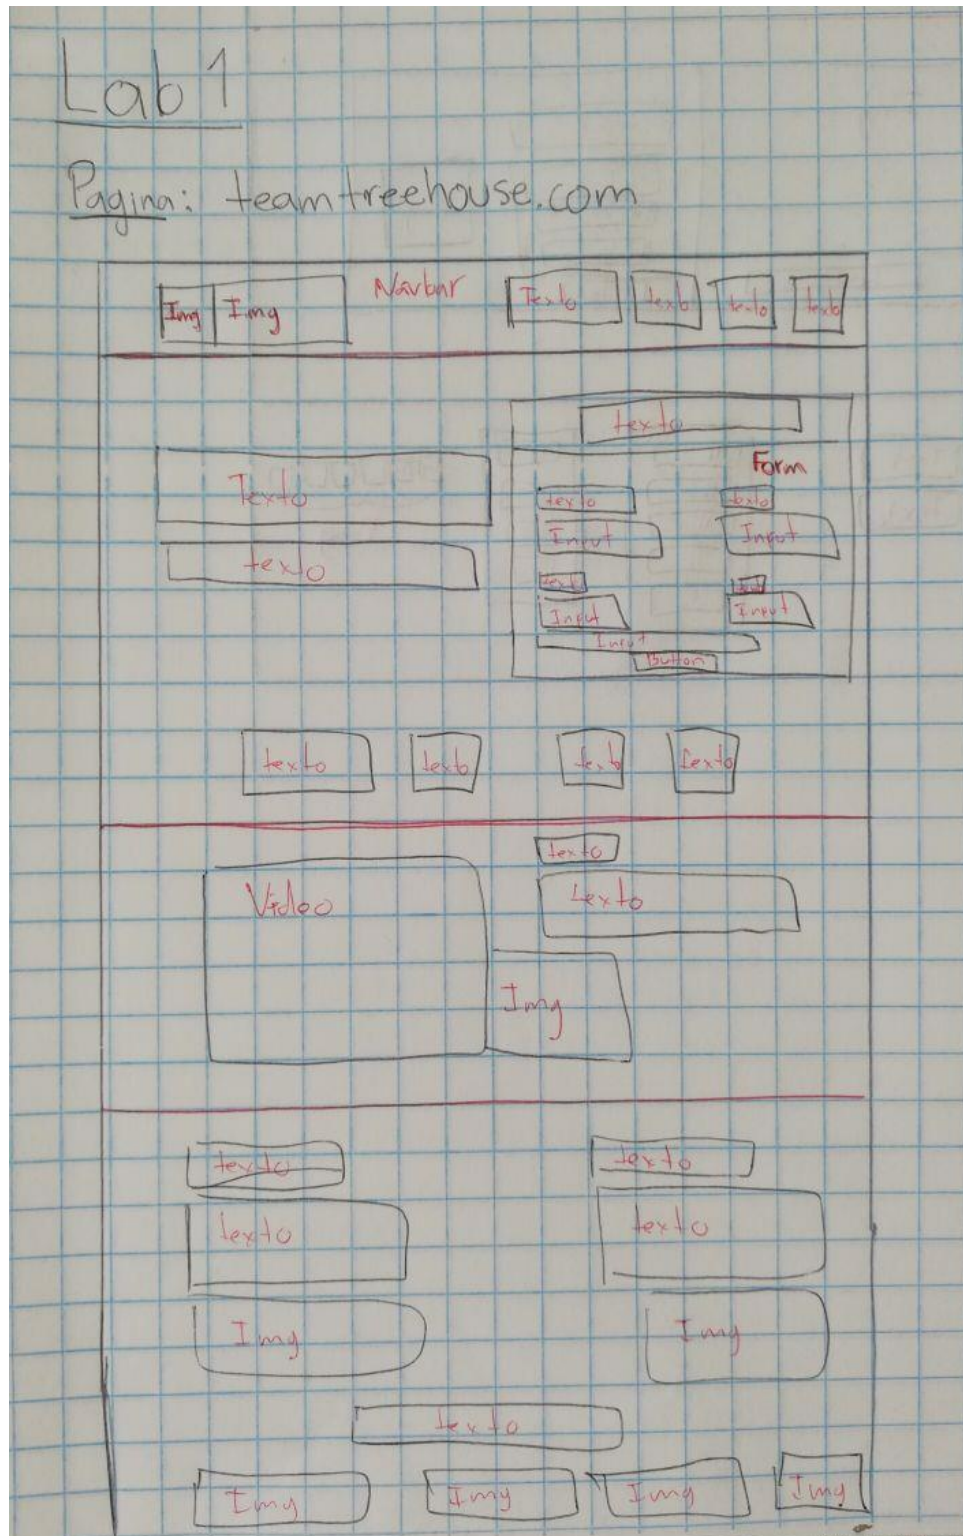 Lab 1
Pagina: teamtreehouse.com
Img Img Navbar Texto texto texto texto
texto
Form
Texto
texto texto
Input Input
texto
texto text
Input Input
Input
Button
texto texto texto texto
texto
Video texto
Img
texto texto
texto texto
Img Img
texto
Img Img Img Img